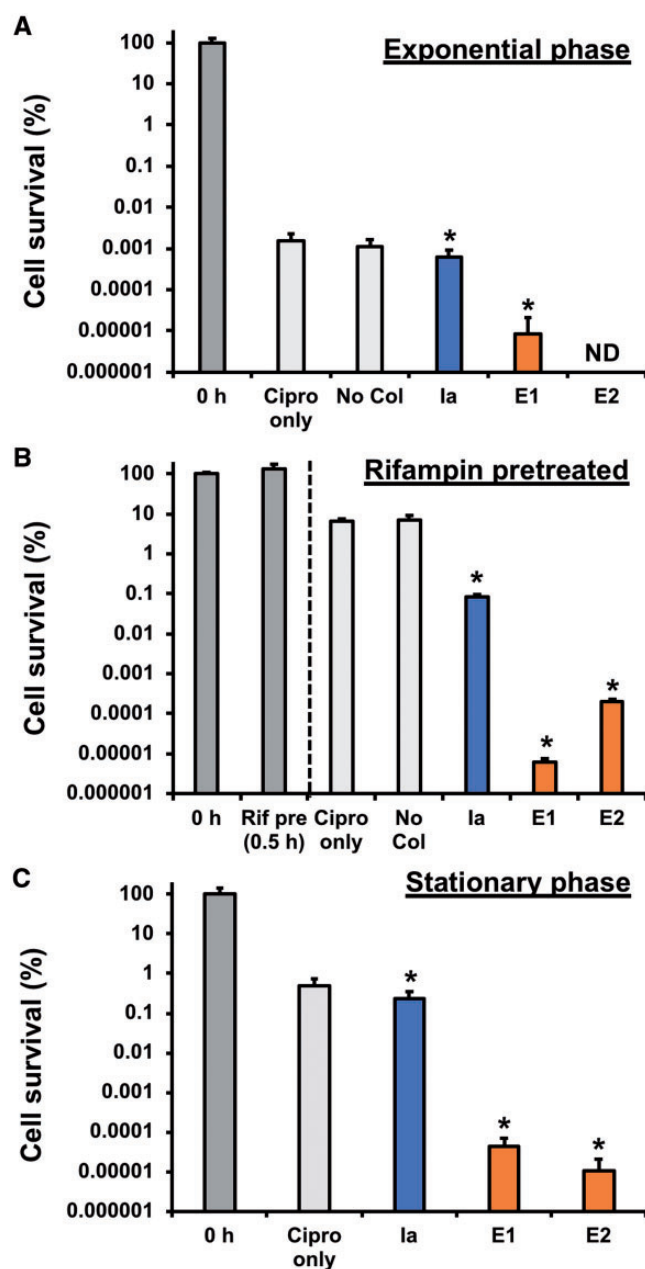 A
Exponential phase
Cell survival (%)
100
10
1
0.1
0.01
0.001
0.0001
0.00001
0.000001
*
*
ND
0 h Cipro only No Col Ia E1 E2
B
Rifampin pretreated
Cell survival (%)
100
10
1
0.1
0.01
0.001
0.0001
0.00001
0.000001
*
*
*
0 h Rif pre (0.5 h) Cipro only No Col Ia E1 E2
C
Stationary phase
Cell survival (%)
100
10
1
0.1
0.01
0.001
0.0001
0.00001
0.000001
*
*
*
0 h Cipro only Ia E1 E2